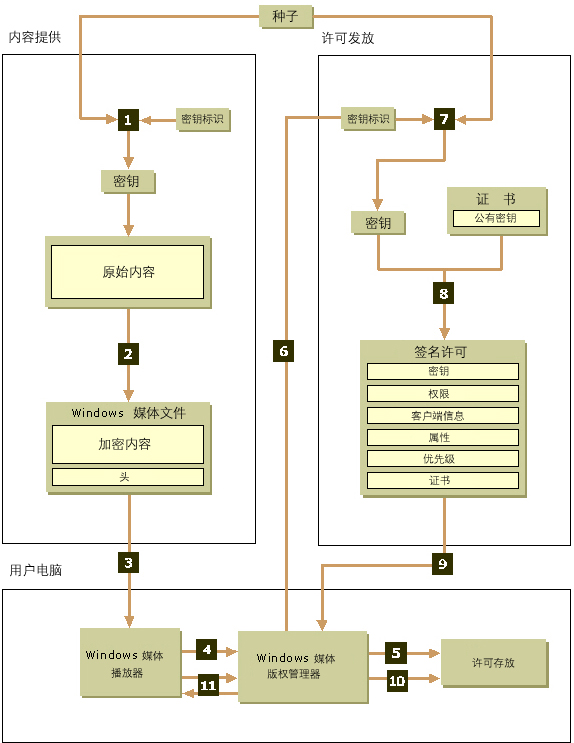 种子
内容提供
许可发放
1
密钥标识
密钥标识
7
密钥
证 书
公有密钥
密钥
原始内容
8
2
6
签名许可
密钥
权限
客户端信息
属性
优先级
证书
Windows 媒体文件
加密内容
头
3
9
用户电脑
Windows 媒体
播放器
4
11
Windows 媒体
版权管理器
5
10
许可存放